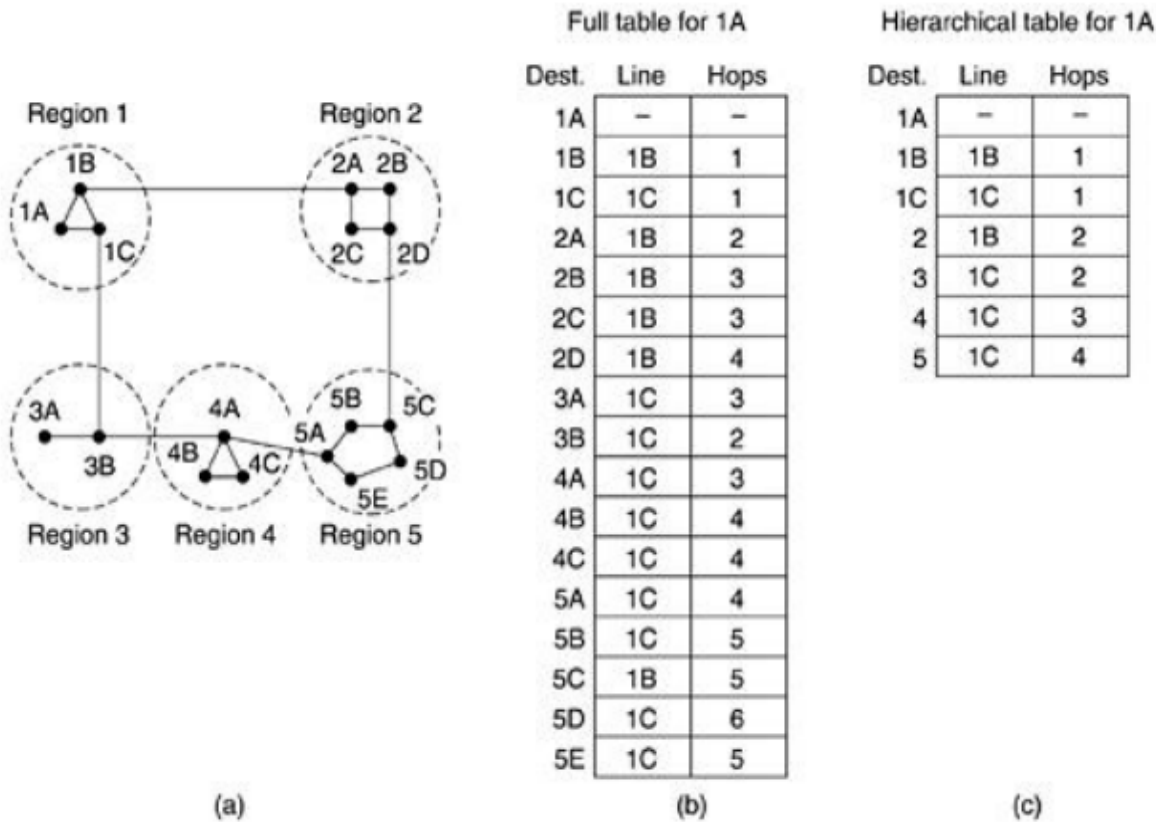 Full table for 1A
Dest. Line Hops
1A – –
1B 1B 1
1C 1C 1
2A 1B 2
2B 1B 3
2C 1B 3
2D 1B 4
3A 1C 3
3B 1C 2
4A 1C 3
4B 1C 4
4C 1C 4
5A 1C 4
5B 1C 5
5C 1B 5
5D 1C 6
5E 1C 5
Hierarchical table for 1A
Dest. Line Hops
1A – –
1B 1B 1
1C 1C 1
2 1B 2
3 1C 2
4 1C 3
5 1C 4
Region 1 Region 2
1B 2A 2B
1A
1C 2C 2D
3A 4A 5B 5C
5A
3B 4B 4C 5D
5E
Region 3 Region 4 Region 5
(a) (b) (c)